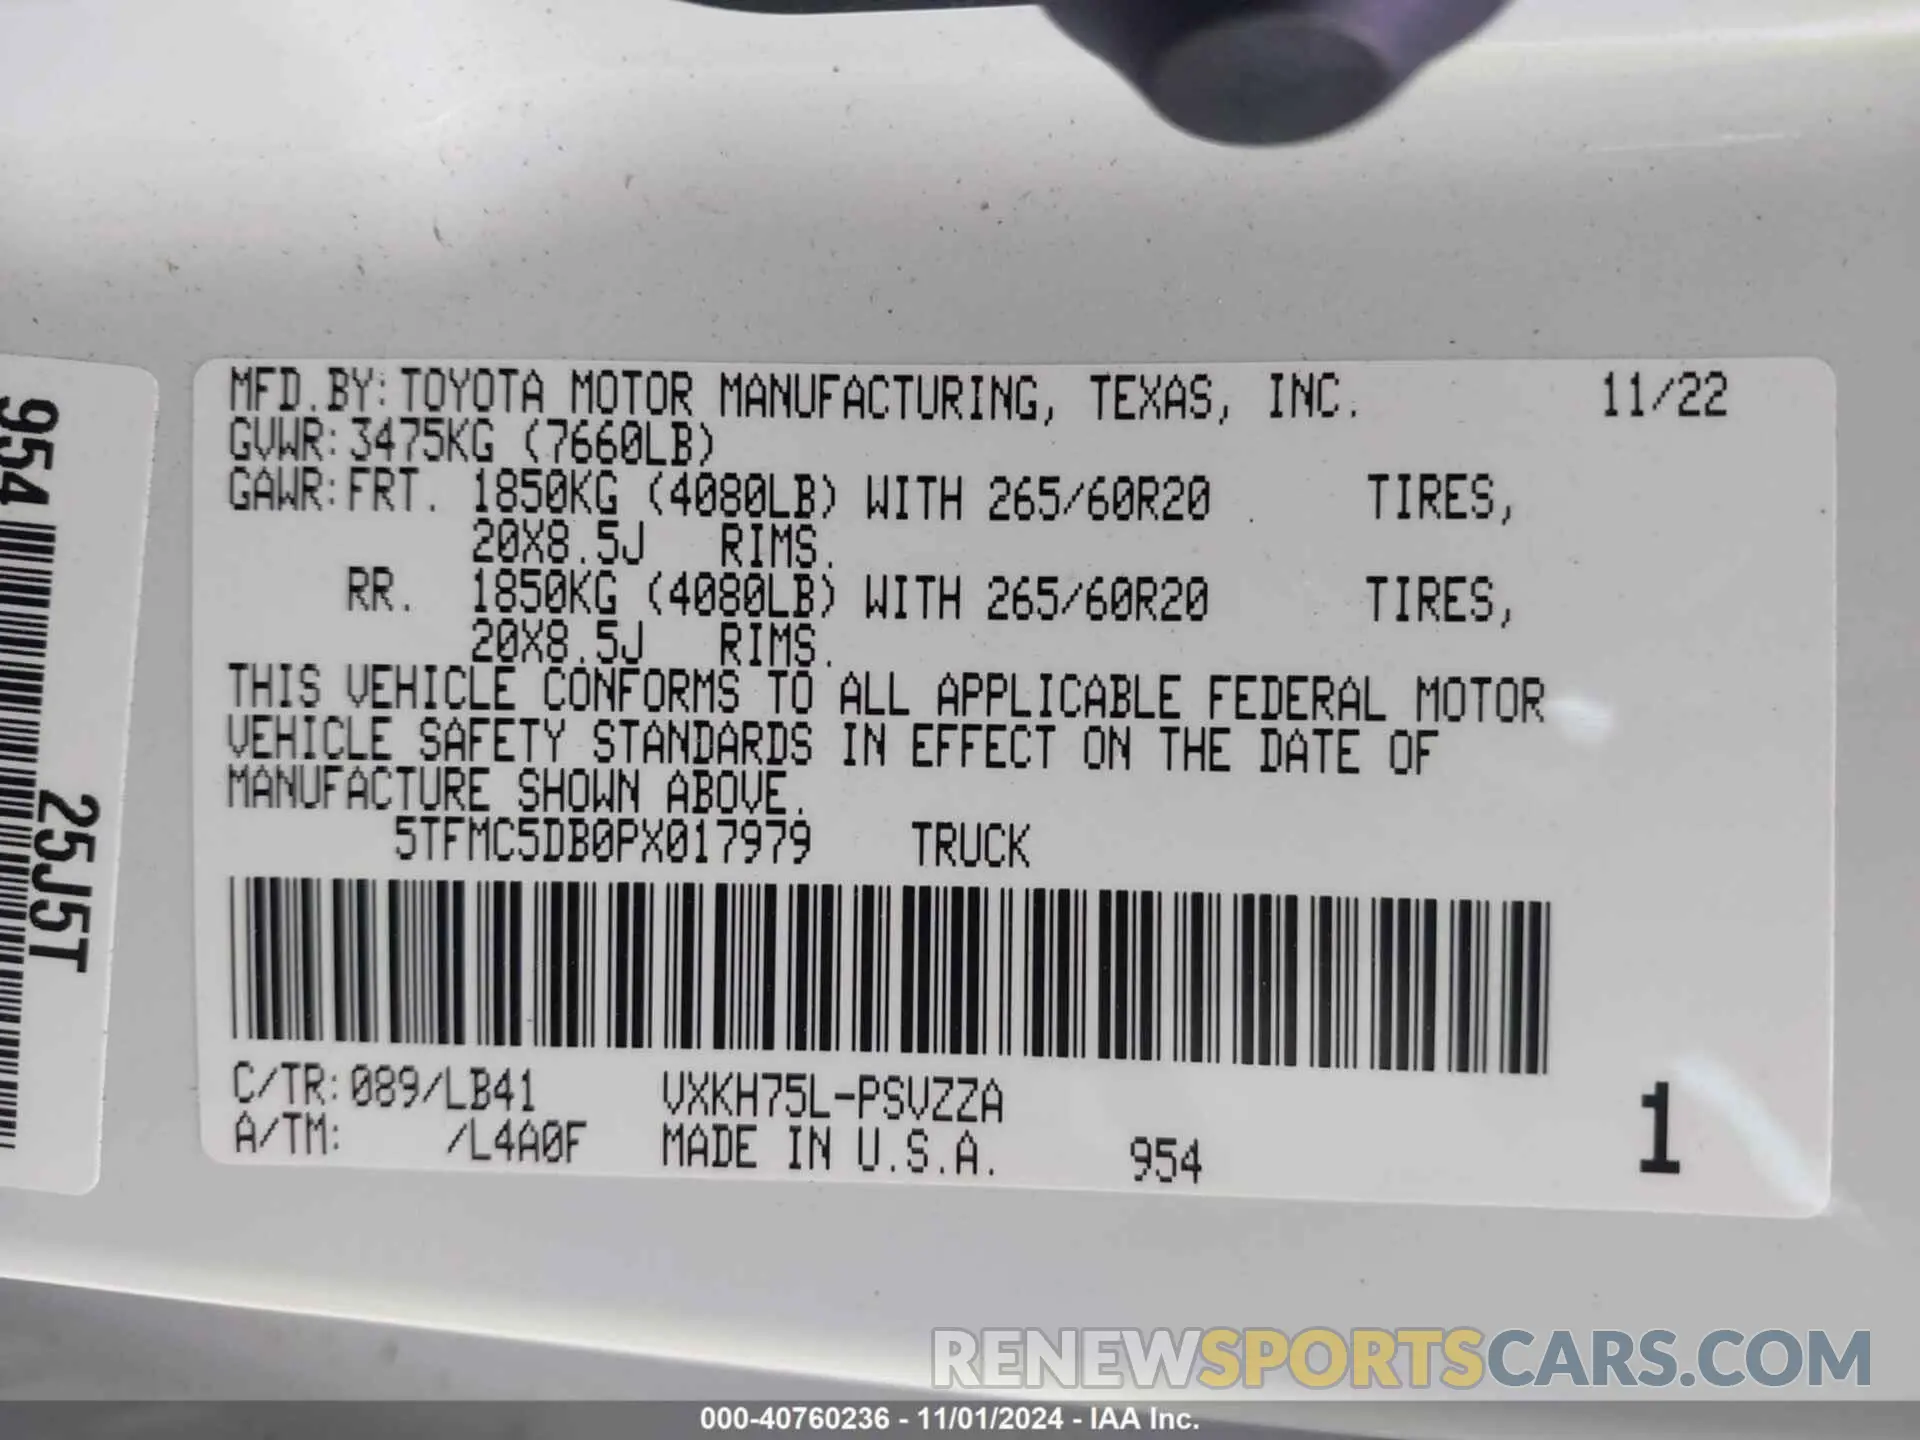 MFD.BY:TOYOTA MOTOR MANUFACTURING, TEXAS, INC. 11/22
GVWR:3475KG (7660LB)
GAWR:FRT. 1850KG (4080LB) WITH 265/60R20 TIRES,
20X8.5J RIMS.
RR. 1850KG (4080LB) WITH 265/60R20 TIRES,
20X8.5J RIMS.
THIS VEHICLE CONFORMS TO ALL APPLICABLE FEDERAL MOTOR
VEHICLE SAFETY STANDARDS IN EFFECT ON THE DATE OF
MANUFACTURE SHOWN ABOVE.
5TFMC5DB0PX017979 TRUCK
C/TR:089/LB41 VXKH75L-PSVZZA
A/TM: /L4A0F MADE IN U.S.A. 954
1
954
25J5T
RENEWSPORTSCARS.COM
000-40760236 - 11/01/2024 - IAA Inc.